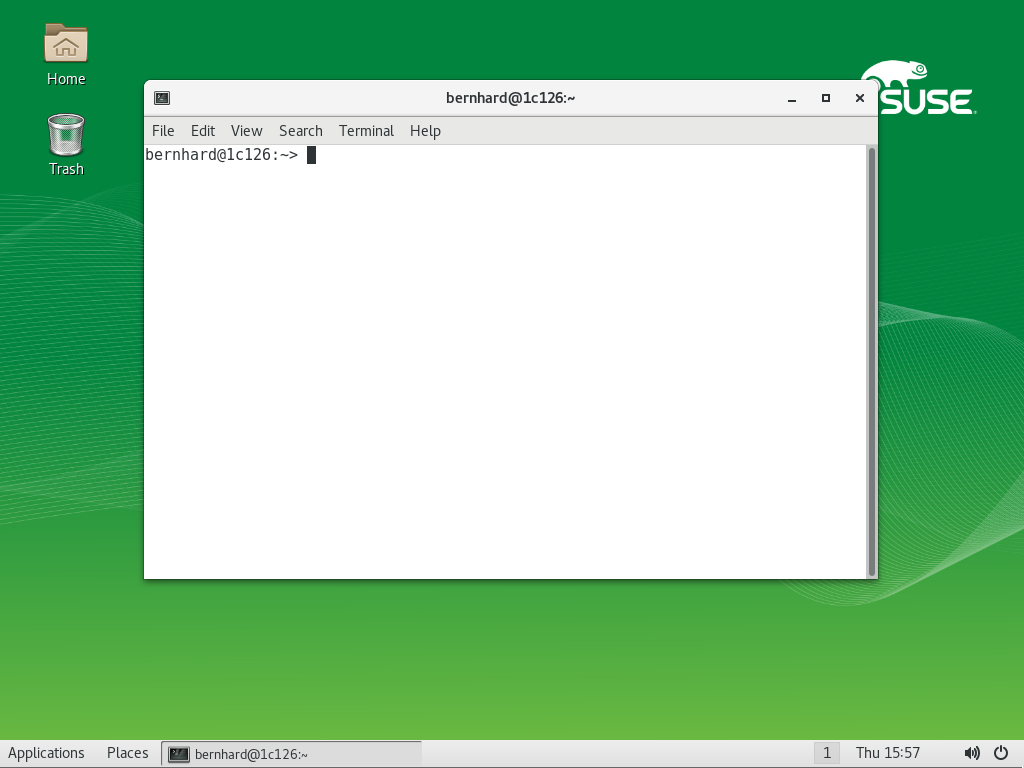 Home
Trash
SUSE
bernhard@1c126:~
File Edit View Search Terminal Help
bernhard@1c126:~>
Applications Places bernhard@1c126:~ 1 Thu 15:57